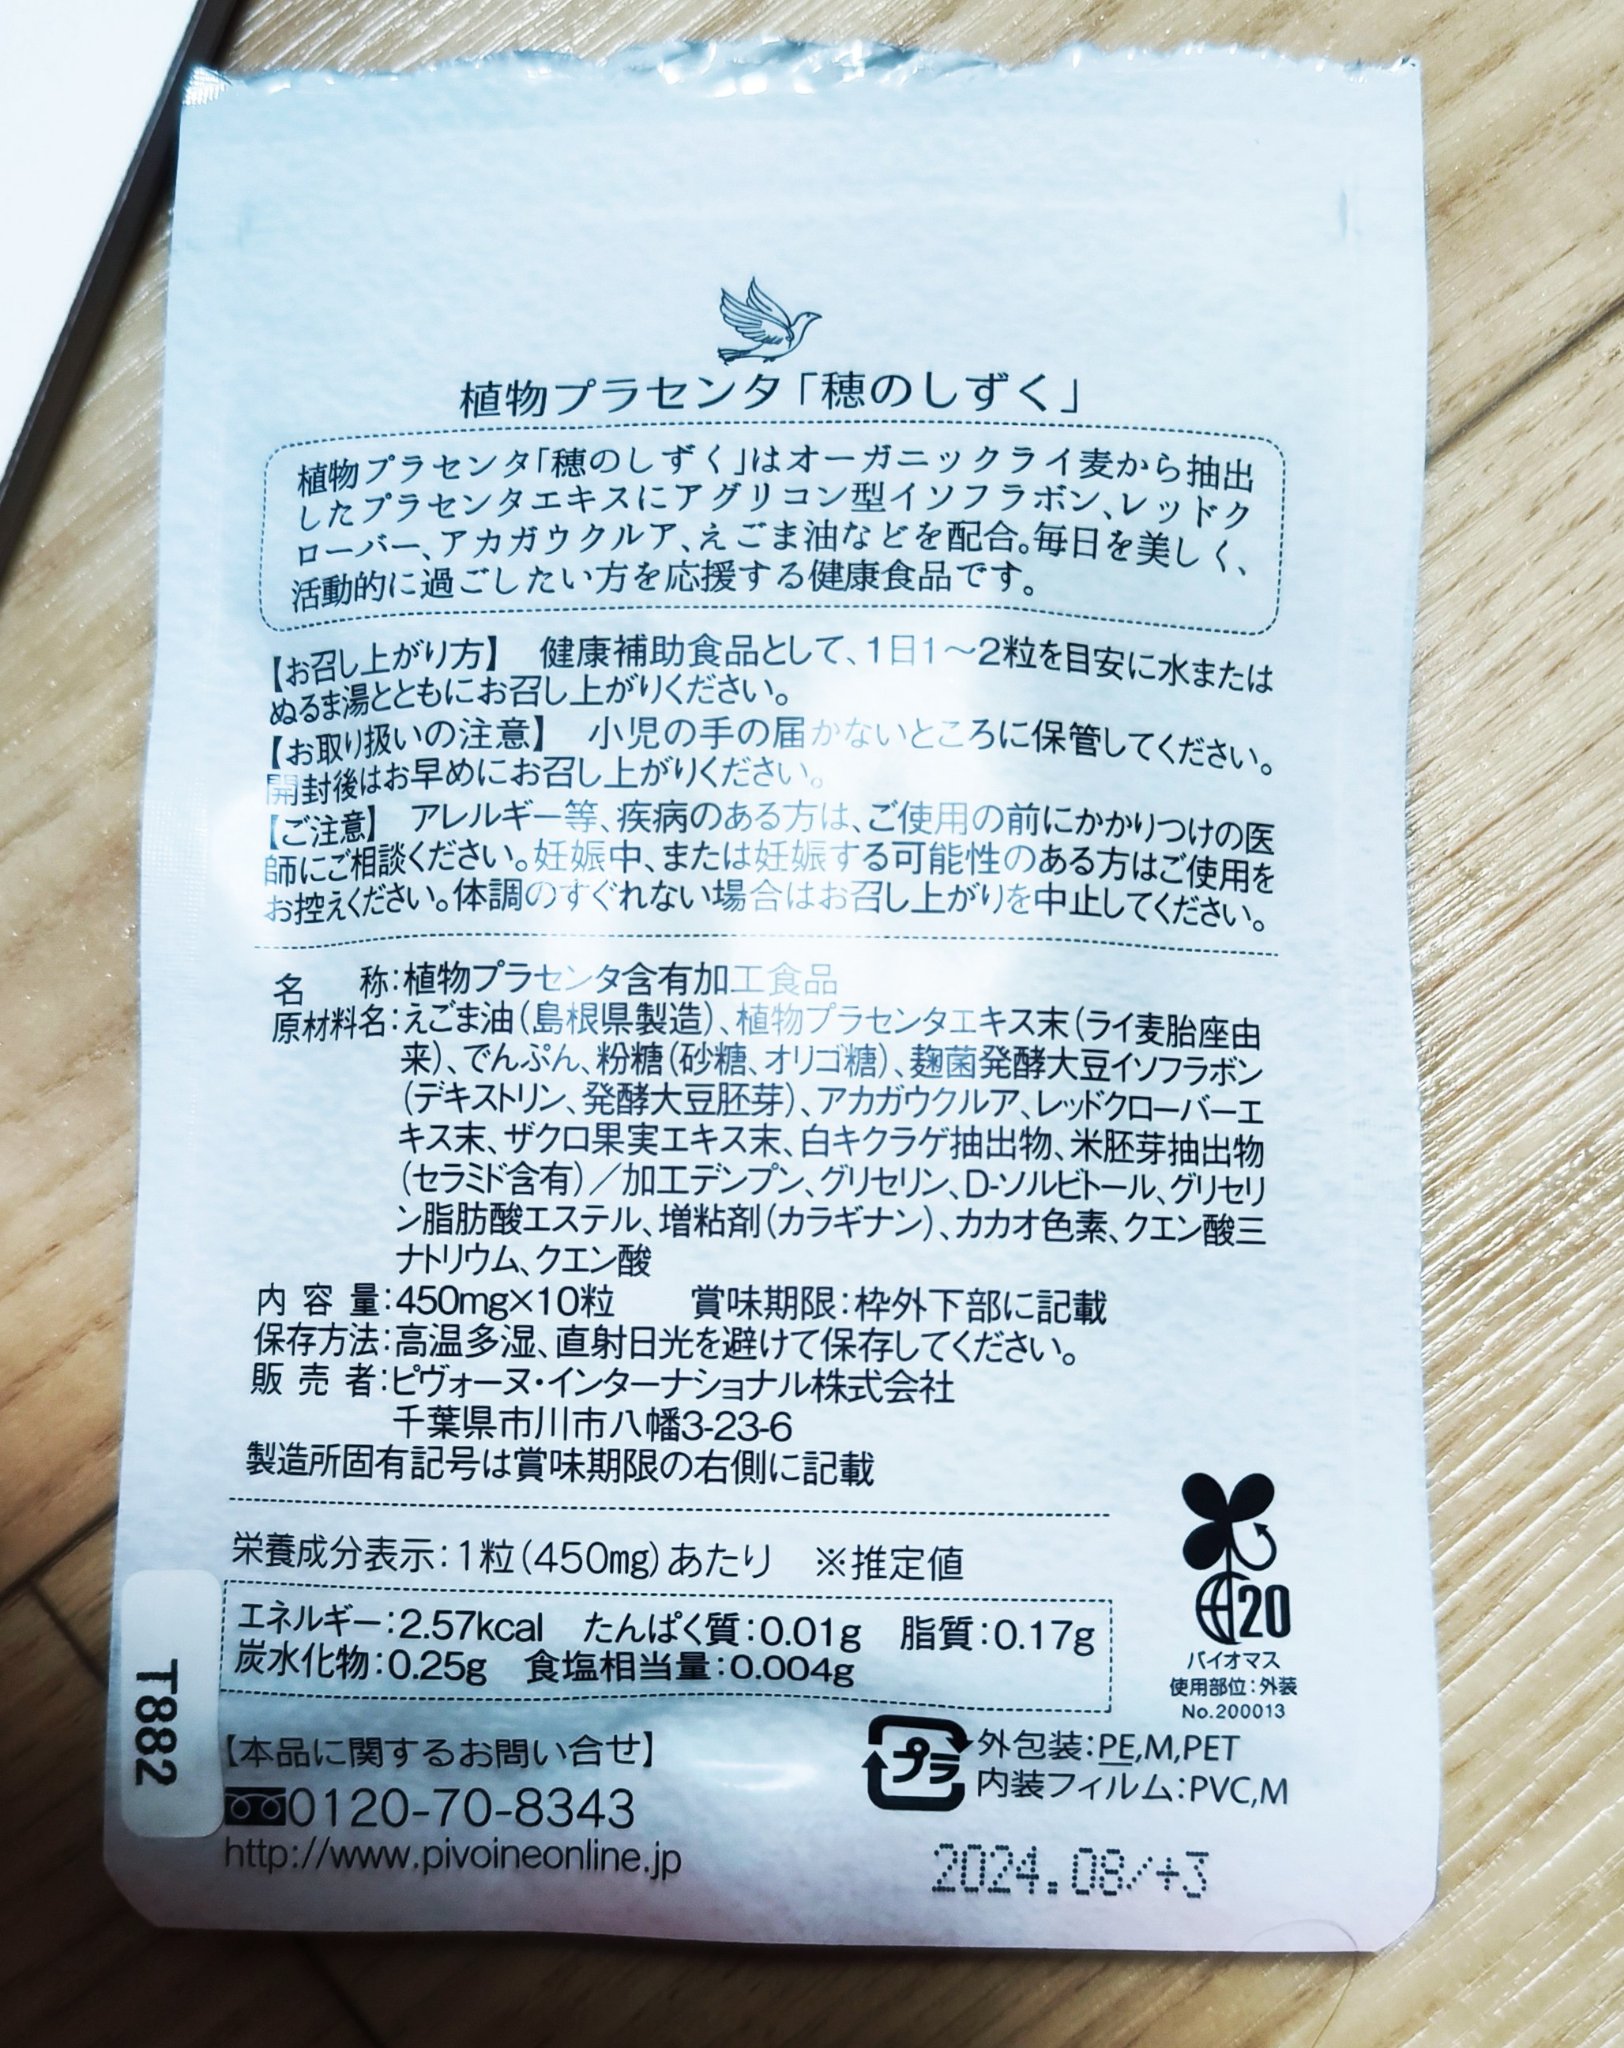 植物プラセンタ「穂のしずく」
植物プラセンタ「穂のしずく」はオーガニックライ麦から抽出
したプラセンタエキスにアグリコン型イソフラボン、レッドク
ローバー、アカガウクルア、えごま油などを配合。毎日を美しく、
活動的に過ごしたい方を応援する健康食品です。
【お召し上がり方】 健康補助食品として、1日1～2粒を目安に水または
ぬるま湯とともにお召し上がりください。
【お取り扱いの注意】 小児の手の届かないところに保管してください。
開封後はお早めにお召し上がりください。
【ご注意】 アレルギー等、疾病のある方は、ご使用の前にかかりつけの医
師にご相談ください。妊娠中、または妊娠する可能性のある方はご使用を
お控えください。体調のすぐれない場合はお召し上がりを中止してください。
名 称：植物プラセンタ含有加工食品
原材料名：えごま油（島根県製造）、植物プラセンタエキス末（ライ麦胎座由
来）、でんぷん、粉糖（砂糖、オリゴ糖）、麹菌発酵大豆イソフラボン
（デキストリン、発酵大豆胚芽）、アカガウクルア、レッドクローバーエ
キス末、ザクロ果実エキス末、白キクラゲ抽出物、米胚芽抽出物
（セラミド含有）／加工デンプン、グリセリン、D-ソルビトール、グリセリ
ン脂肪酸エステル、増粘剤（カラギナン）、カカオ色素、クエン酸三
ナトリウム、クエン酸
内 容 量：450mg×10粒 賞味期限：枠外下部に記載
保存方法：高温多湿、直射日光を避けて保存してください。
販 売 者：ピヴォーヌ・インターナショナル株式会社
千葉県市川市八幡3-23-6
製造所固有記号は賞味期限の右側に記載
栄養成分表示：1粒（450mg）あたり ※推定値
エネルギー：2.57kcal たんぱく質：0.01g 脂質：0.17g
炭水化物：0.25g 食塩相当量：0.004g
20
バイオマス
使用部位：外装
No.200013
T882
【本品に関するお問い合せ】
0120-70-8343
http://www.pivoineonline.jp
プラ
外包装：PE,M,PET
内装フィルム：PVC,M
2024.08/+3